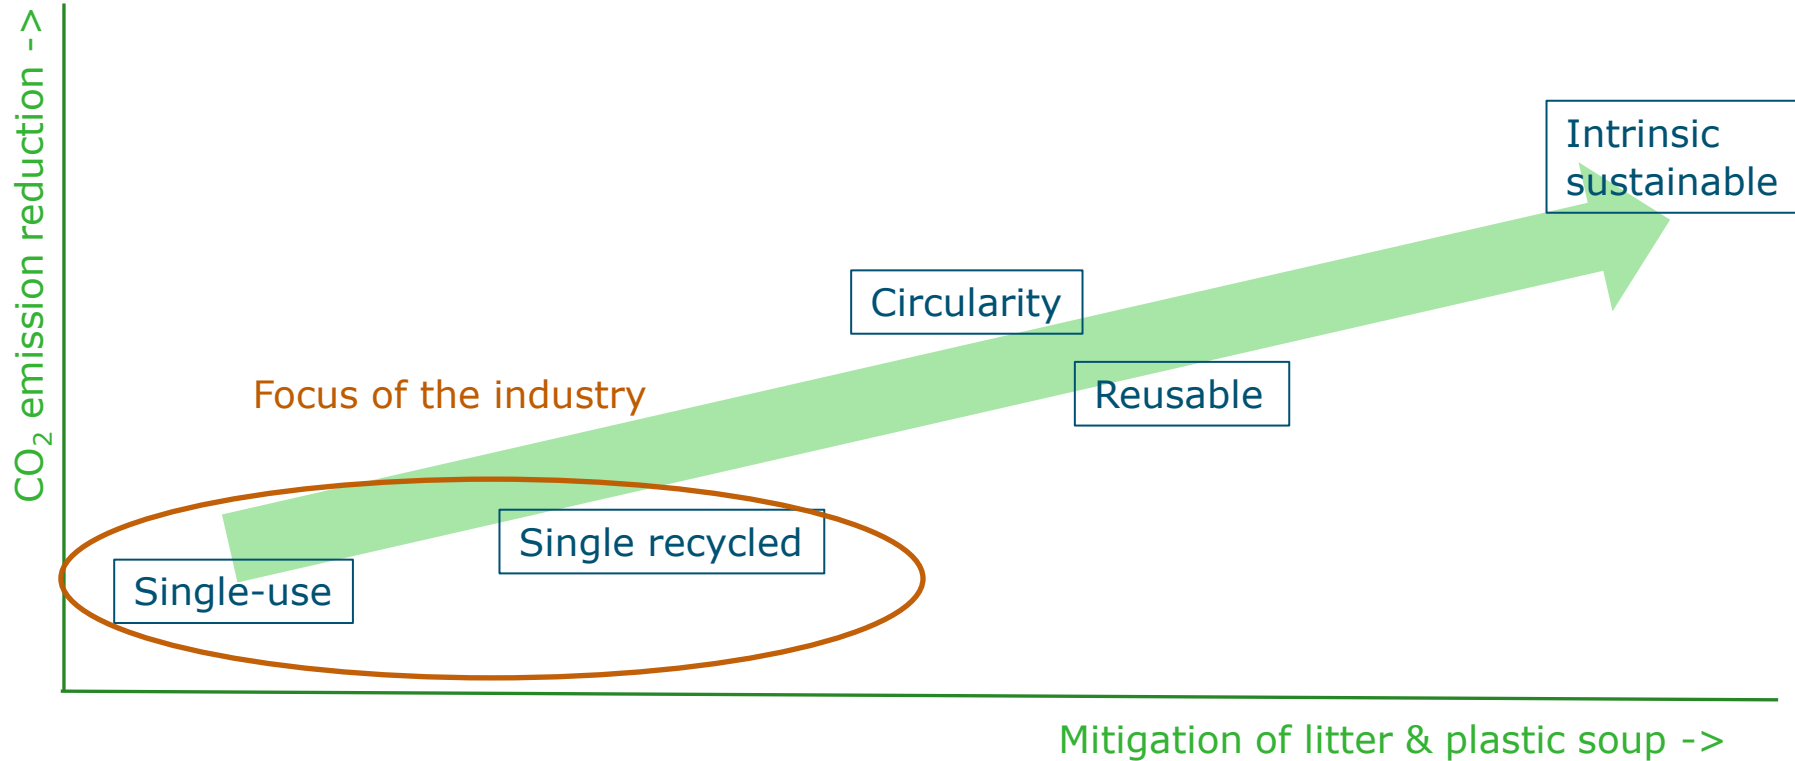 CO₂ emission reduction ->
Intrinsic
sustainable
Circularity
Reusable
Focus of the industry
Single recycled
Single-use
Mitigation of litter & plastic soup ->